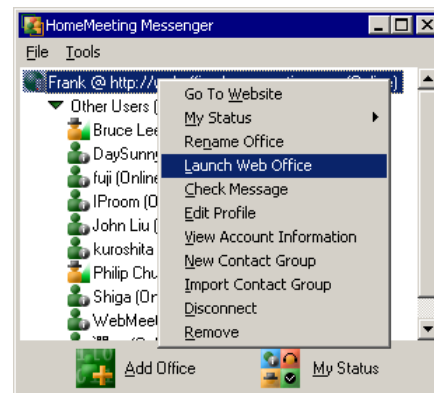 HomeMeeting Messenger
File Tools
Frank @ http://
Other Users (
Go To Website
My Status
Bruce Lee
Rename Office
DaySunny
Launch Web Office
fuji (Online
Check Message
IProom (O
Edit Profile
John Liu (
View Account Information
kuroshita
New Contact Group
Philip Chu
Import Contact Group
Shiga (On
Disconnect
WebMeet
Remove
Add Office
My Status